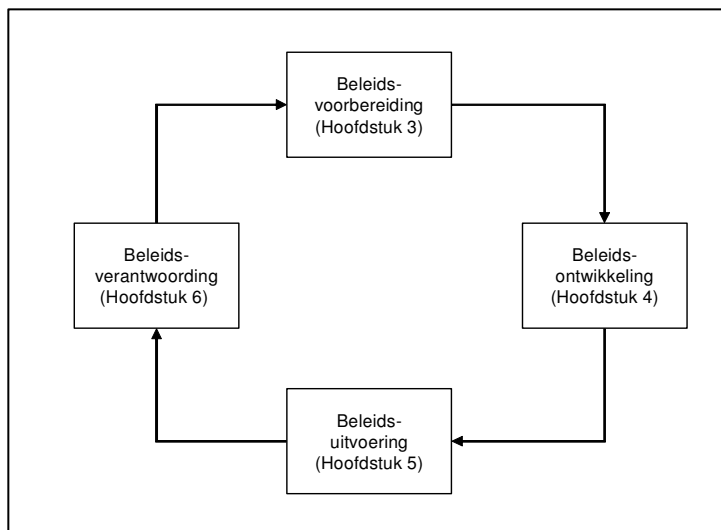 Beleids-
voorbereiding
(Hoofdstuk 3)
Beleids-
ontwikkeling
(Hoofdstuk 4)
Beleids-
uitvoering
(Hoofdstuk 5)
Beleids-
verantwoording
(Hoofdstuk 6)